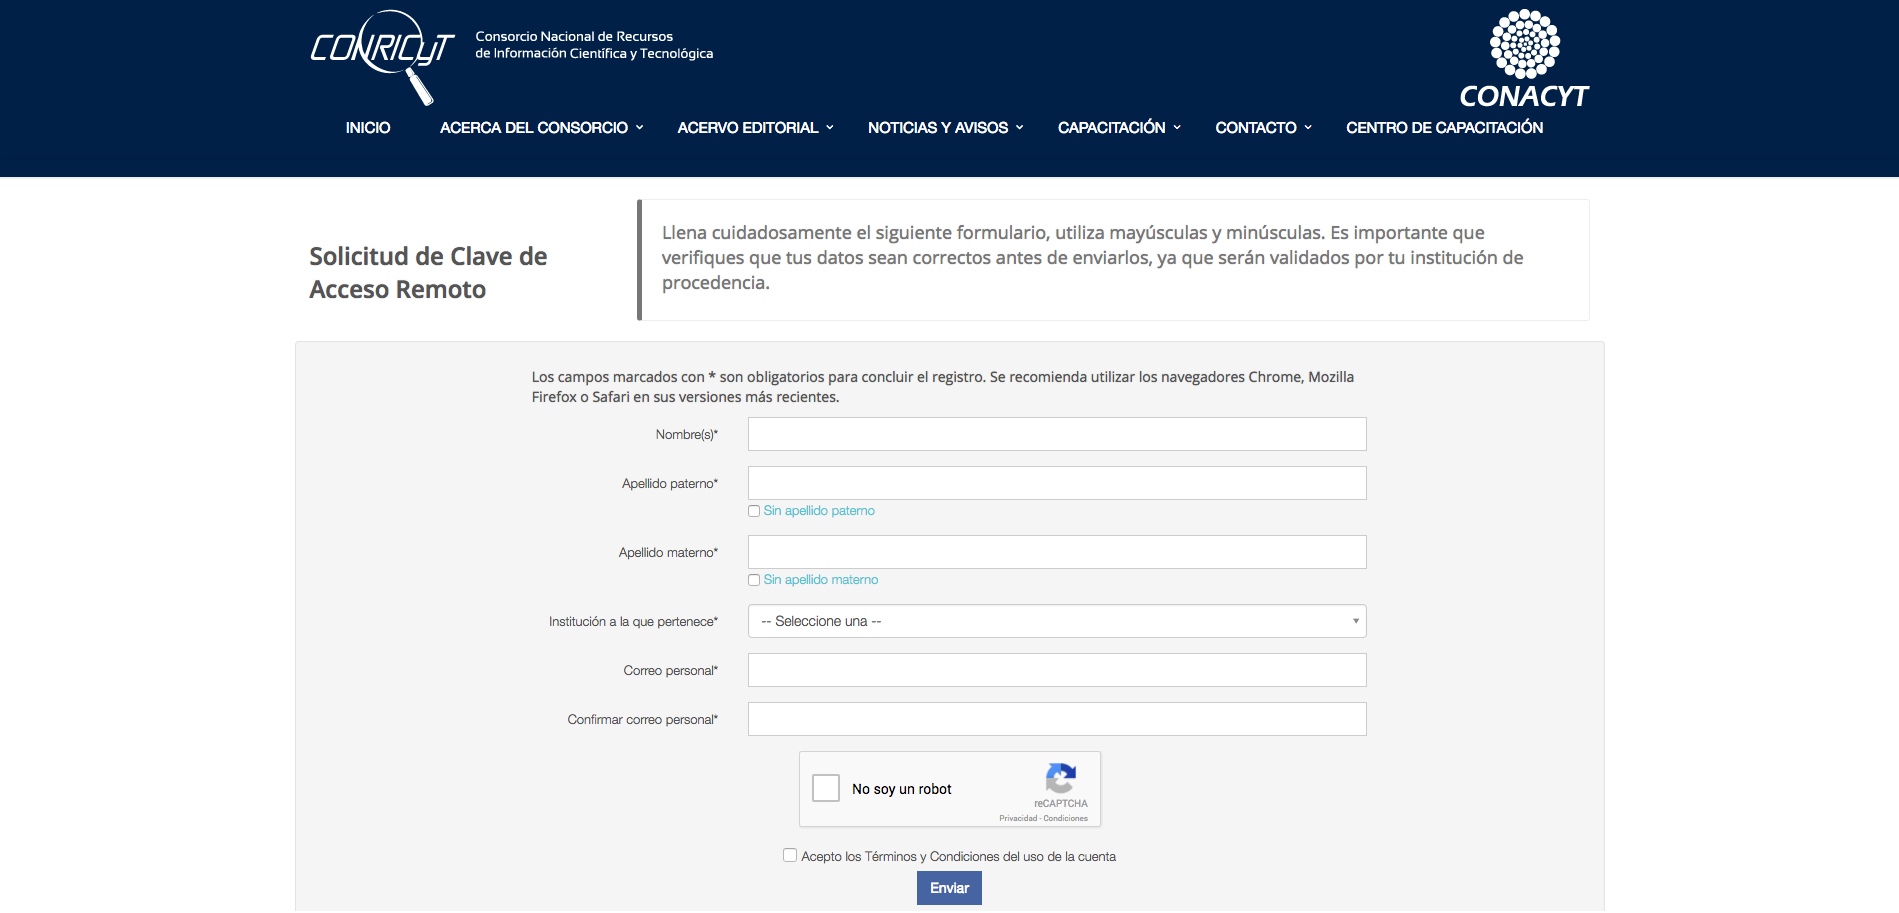 CONRICyT
Consorcio Nacional de Recursos
de Información Científica y Tecnológica
CONACYT
INICIO
ACERCA DEL CONSORCIO
ACERVO EDITORIAL
NOTICIAS Y AVISOS
CAPACITACIÓN
CONTACTO
CENTRO DE CAPACITACIÓN
Solicitud de Clave de
Acceso Remoto
Llena cuidadosamente el siguiente formulario, utiliza mayúsculas y minúsculas. Es importante que
verifiques que tus datos sean correctos antes de enviarlos, ya que serán validados por tu institución de
procedencia.
Los campos marcados con * son obligatorios para concluir el registro. Se recomienda utilizar los navegadores Chrome, Mozilla
Firefox o Safari en sus versiones más recientes.
Nombre(s)*
Apellido paterno*
Sin apellido paterno
Apellido materno*
Sin apellido materno
Institución a la que pertenece*
-- Seleccione una --
Correo personal*
Confirmar correo personal*
No soy un robot
reCAPTCHA
Privacidad - Condiciones
Acepto los Términos y Condiciones del uso de la cuenta
Enviar